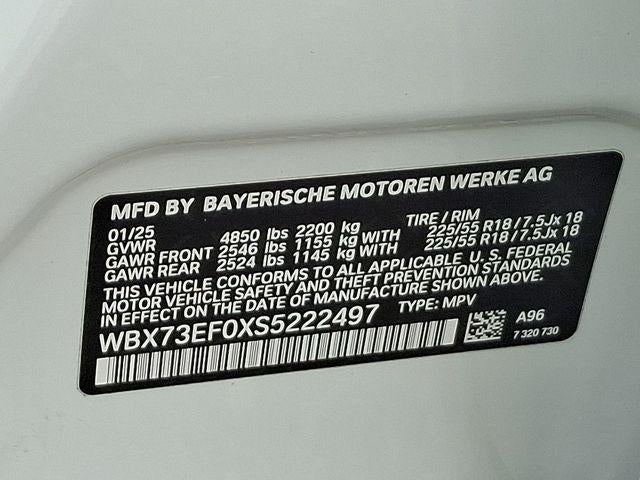 MFD BY BAYERISCHE MOTOREN WERKE AG
01/25 TIRE / RIM
GVWR 4850 lbs 2200 kg
GAWR FRONT 2546 lbs 1155 kg WITH 225/55 R18/7.5Jx 18
GAWR REAR 2524 lbs 1145 kg WITH 225/55 R18/7.5Jx 18
THIS VEHICLE CONFORMS TO ALL APPLICABLE U. S. FEDERAL
MOTOR VEHICLE SAFETY AND THEFT PREVENTION STANDARDS
IN EFFECT ON THE DATE OF MANUFACTURE SHOWN ABOVE.
WBX73EF0XS5222497 TYPE: MPV
A96
7 320 730